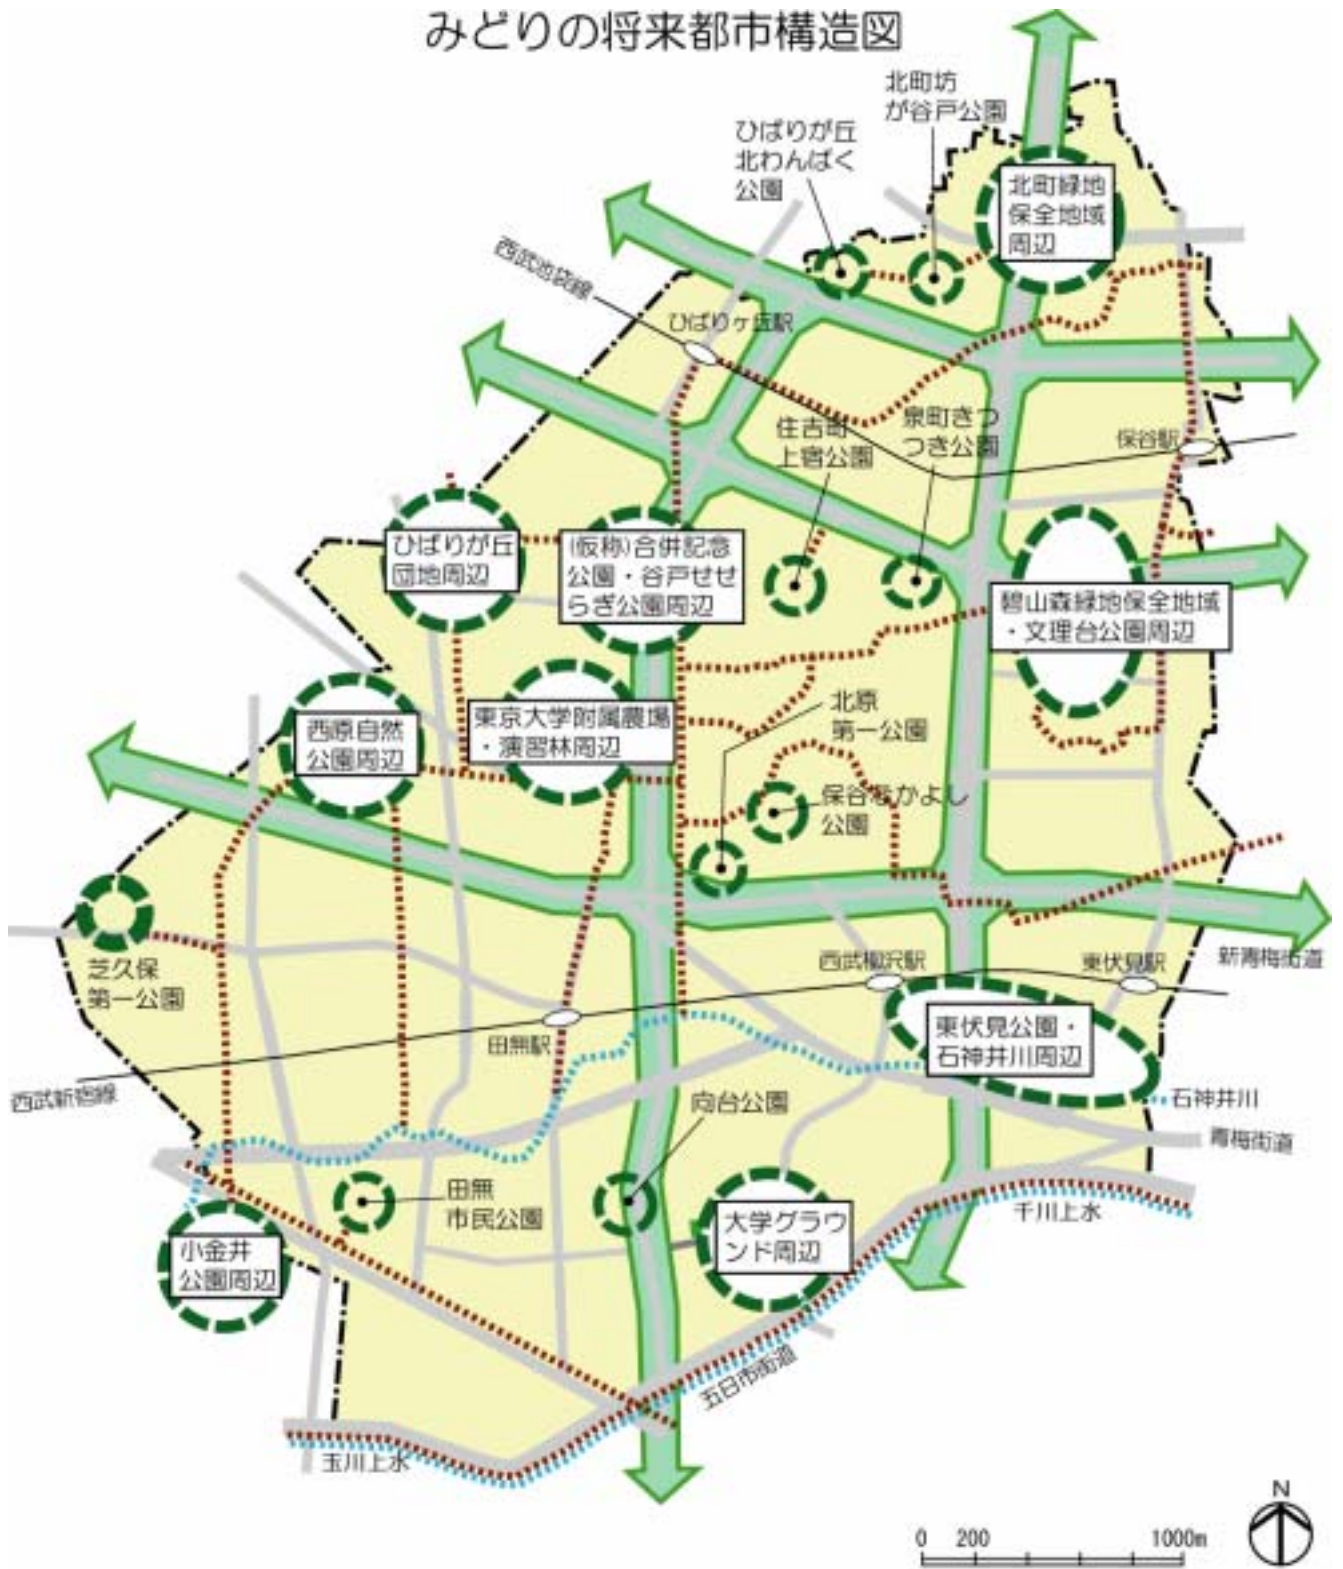 みどりの将来都市構造図
北町坊
が谷戸公園
ひばりが丘
北わんぱく
公園
北町緑地
保全地域
周辺
西武池袋線
ひばりヶ丘駅
住吉町
上宿公園
泉町きつ
つき公園
保谷駅
ひばりが丘
団地周辺
(仮称)合併記念
公園・谷戸せせ
らぎ公園周辺
碧山森緑地保全地域
・文理台公園周辺
西原自然
公園周辺
東京大学附属農場
・演習林周辺
北原
第一公園
保谷なかよし
公園
芝久保
第一公園
西武柳沢駅
東伏見駅
新青梅街道
田無駅
東伏見公園・
石神井川周辺
西武新宿線
向台公園
石神井川
青梅街道
田無
市民公園
大学グラウ
ンド周辺
千川上水
小金井
公園周辺
五日市街道
玉川上水
N
0 200 1000m